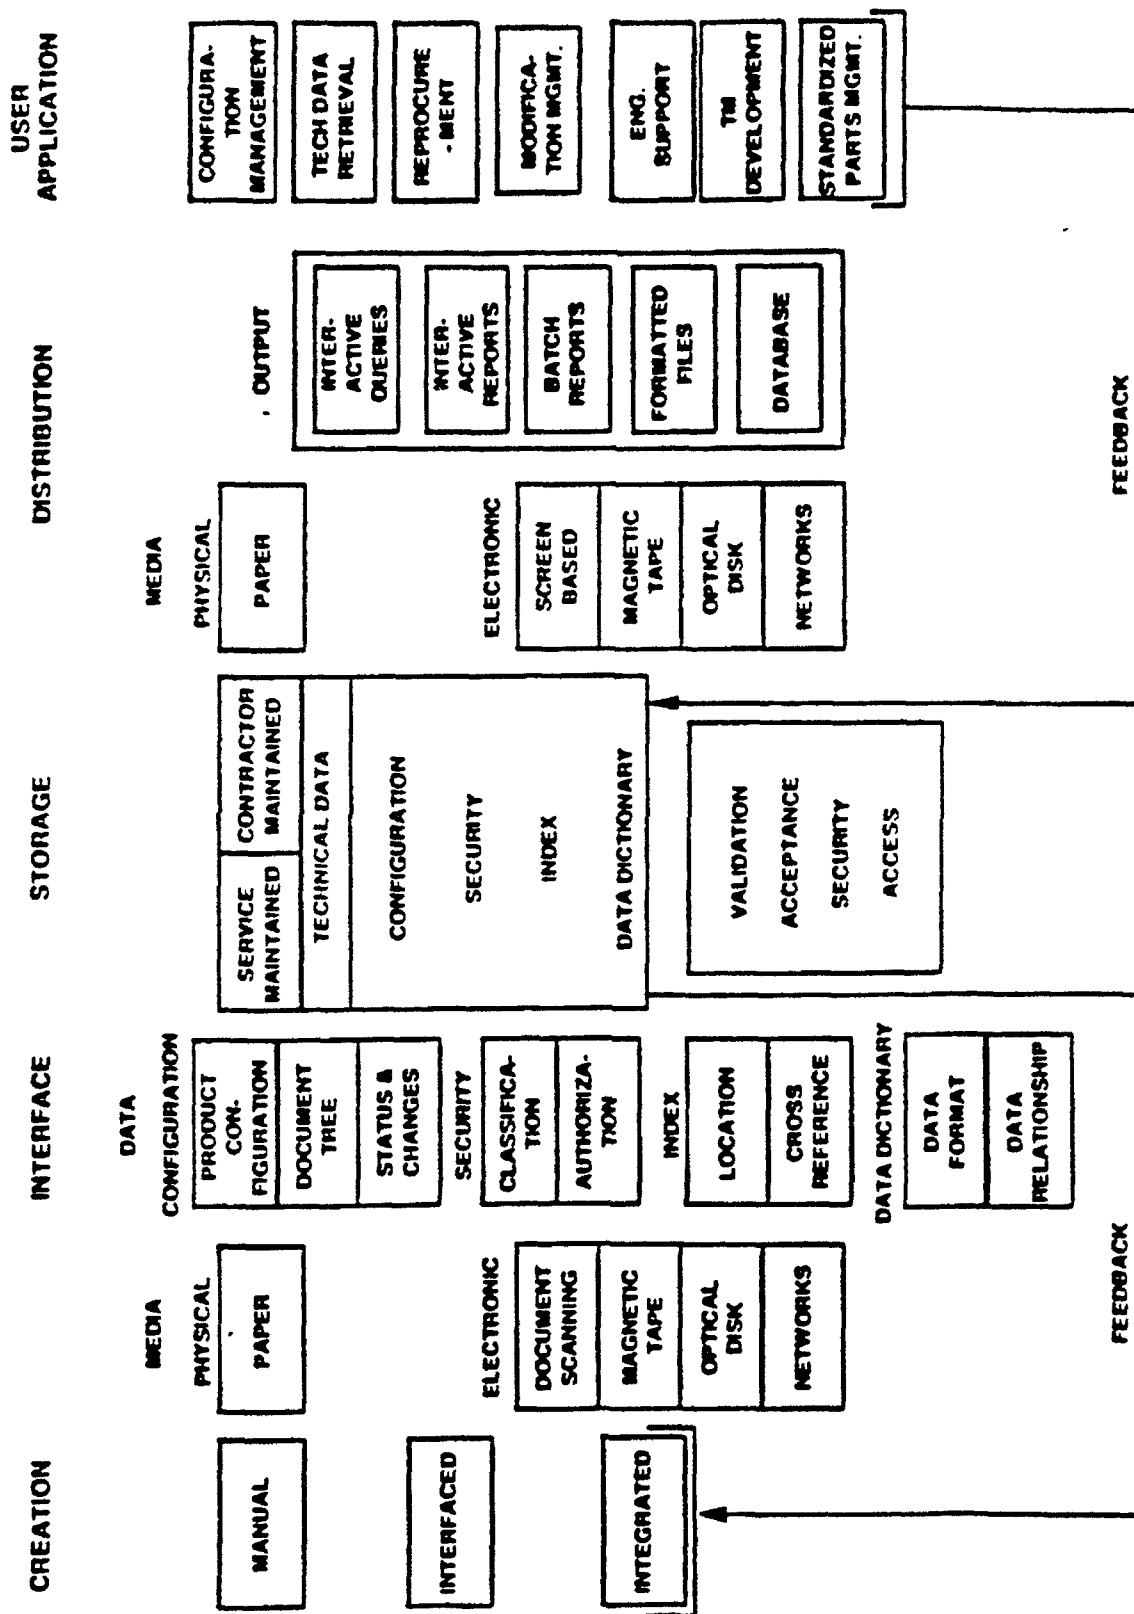 CREATION
MANUAL
INTERFACED
INTEGRATED
INTERFACE
MEDIA
PHYSICAL
PAPER
ELECTRONIC
DOCUMENT
SCANNING
MAGNETIC
TAPE
OPTICAL
DISK
NETWORKS
DATA
CONFIGURATION
PRODUCT
CON-
FIGURATION
DOCUMENT
TREE
STATUS &
CHANGES
SECURITY
CLASSIFICA-
TION
AUTHORIZA-
TION
INDEX
LOCATION
CROSS
REFERENCE
DATA DICTIONARY
DATA
FORMAT
DATA
RELATIONSHIP
FEEDBACK
STORAGE
SERVICE
MAINTAINED
CONTRACTOR
MAINTAINED
TECHNICAL DATA
CONFIGURATION
SECURITY
INDEX
DATA DICTIONARY
VALIDATION
ACCEPTANCE
SECURITY
ACCESS
DISTRIBUTION
MEDIA
PHYSICAL
PAPER
ELECTRONIC
SCREEN
BASED
MAGNETIC
TAPE
OPTICAL
DISK
NETWORKS
OUTPUT
INTER-
ACTIVE
QUERIES
INTER-
ACTIVE
REPORTS
BATCH
REPORTS
FORMATTED
FILES
DATABASE
FEEDBACK
USER
APPLICATION
CONFIGURA-
TION
MANAGEMENT
TECH DATA
RETRIEVAL
REPROCURE
-MENT
MODIFICA-
TION MGMT.
ENG.
SUPPORT
TM
DEVELOPMENT
STANDARDIZED
PARTS MGMT.